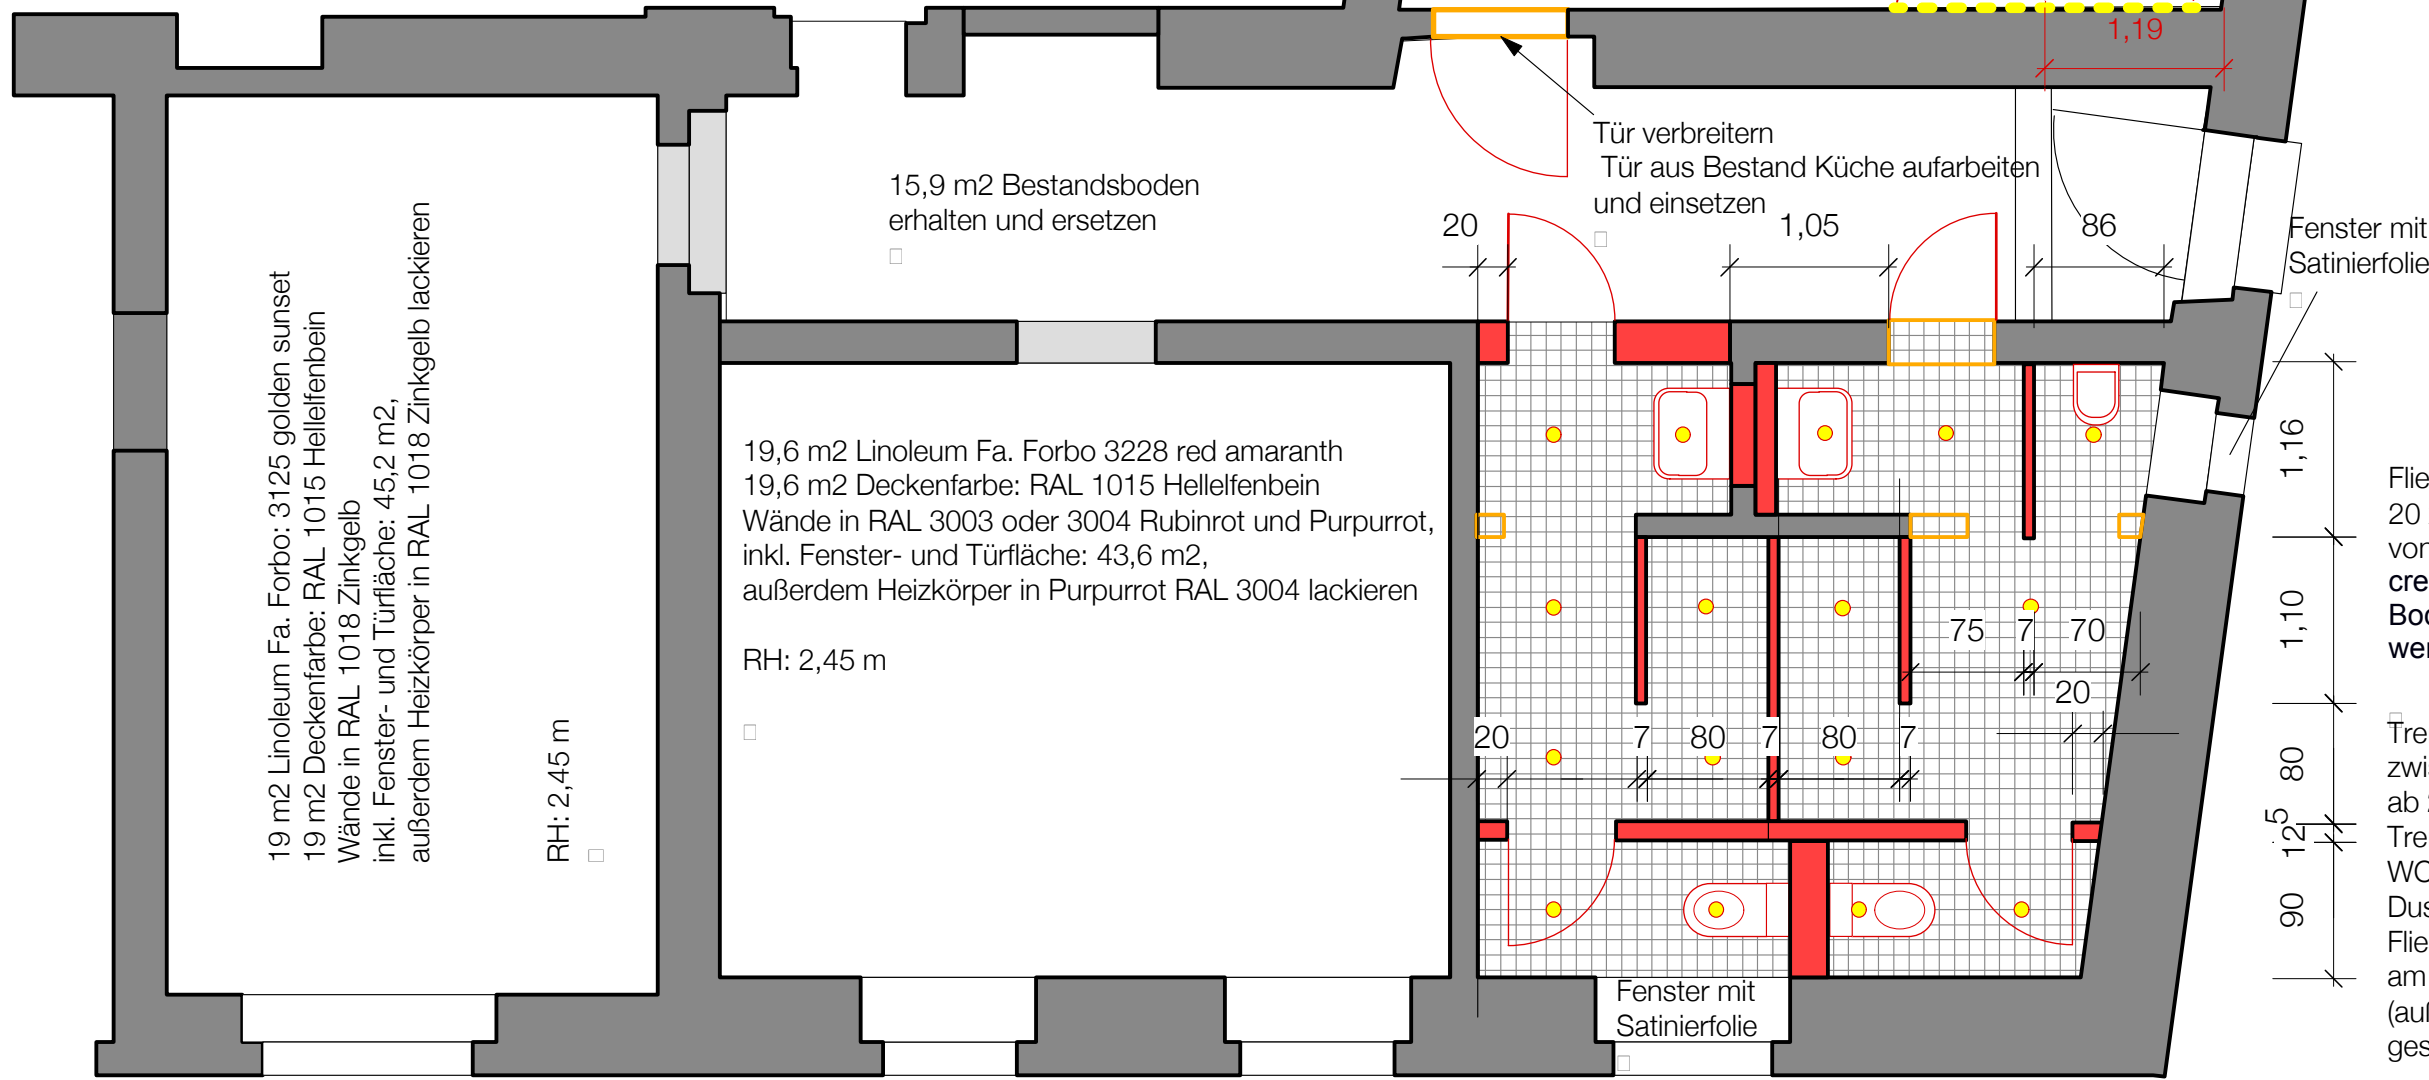 1,19
Tür verbreitern
Tür aus Bestand Küche aufarbeiten
und einsetzen
15,9 m2 Bestandsboden
erhalten und ersetzen
20
1,05
86
Fenster mit
Satinierfolie
19 m2 Linoleum Fa. Forbo: 3125 golden sunset
19 m2 Deckenfarbe: RAL 1015 Hellelfenbein
Wände in RAL 1018 Zinkgelb
inkl. Fenster- und Türfläche: 45,2 m2,
außerdem Heizkörper in RAL 1018 Zinkgelb lackieren
RH: 2,45 m
19,6 m2 Linoleum Fa. Forbo 3228 red amaranth
19,6 m2 Deckenfarbe: RAL 1015 Hellelfenbein
Wände in RAL 3003 oder 3004 Rubinrot und Purpurrot,
inkl. Fenster- und Türfläche: 43,6 m2,
außerdem Heizkörper in Purpurrot RAL 3004 lackieren
RH: 2,45 m
75 7 70
20
20 7 80 7 80 7
1,16
1,10
80
12
5
90
Fenster mit
Satinierfolie
20
ab
WC
am